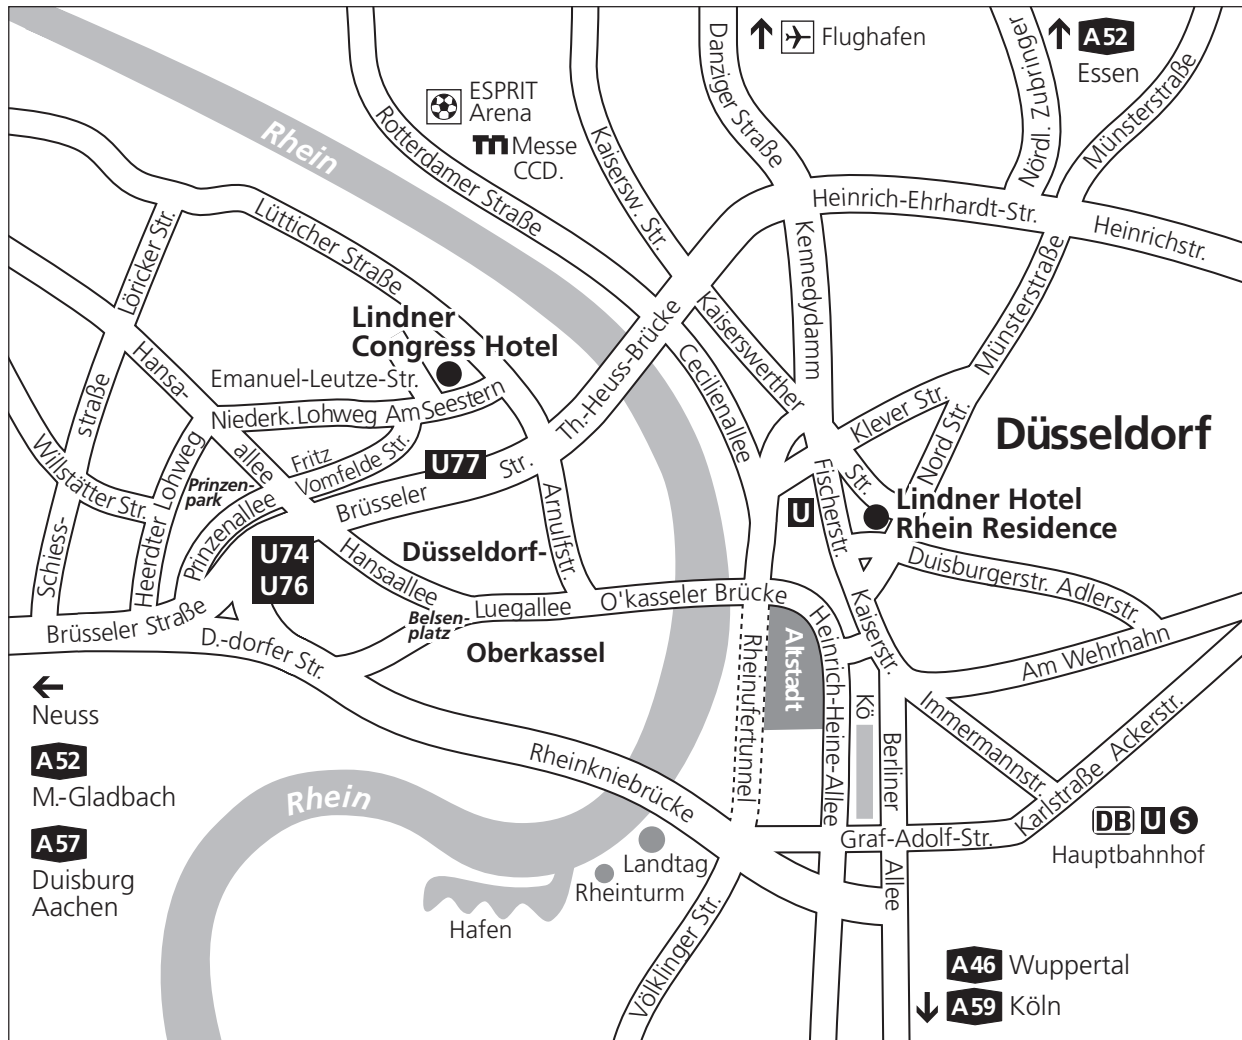 Flughafen
A52
Essen
Danziger Straße
Nördl. Zubringer
Münsterstraße
ESPRIT
Arena
Messe
CCD.
Rhein
Rotterdamer Straße
Kaisersw. Str.
Heinrich-Ehrhardt-Str.
Heinrichstr.
Lütticher Straße
Löricker Str.
Kennedydamm
Münsterstraße
Lindner
Congress Hotel
Th.-Heuss-Brücke
Kaiserswerther
Str.
Cecilienallee
Hansa-
allee
Emanuel-Leutze-Str.
Niederk.Lohweg
Am Seestern
Klever Str.
Nord Str.
Düsseldorf
Schiess-
straße
Willstätter Str.
Heerdter Lohweg
Prinzen-
park
Fritz
Vomfelde Str.
U77
Brüsseler
Str.
Prinzenallee
Fischerstr.
U
Lindner Hotel
Rhein Residence
Arnulfstr.
U74
U76
Hansaallee
Düsseldorf-
Oberkassel
Duisburgerstr.
Adlerstr.
Luegallee
O'kasseler Brücke
Belsen-
platz
Brüsseler Straße
D.-dorfer Str.
Heinrich-Heine-Allee
Kaiserstr.
Altstadt
Rheinufertunnel
Am Wehrhahn
Kö
Immermannstr.
Ackerstr.
Karlstraße
Berliner
Allee
Neuss
A52
M.-Gladbach
A57
Duisburg
Aachen
Rheinkniebrücke
Rhein
Graf-Adolf-Str.
DB U S
Hauptbahnhof
Landtag
Rheinturm
Hafen
Völklinger Str.
A46 Wuppertal
A59 Köln